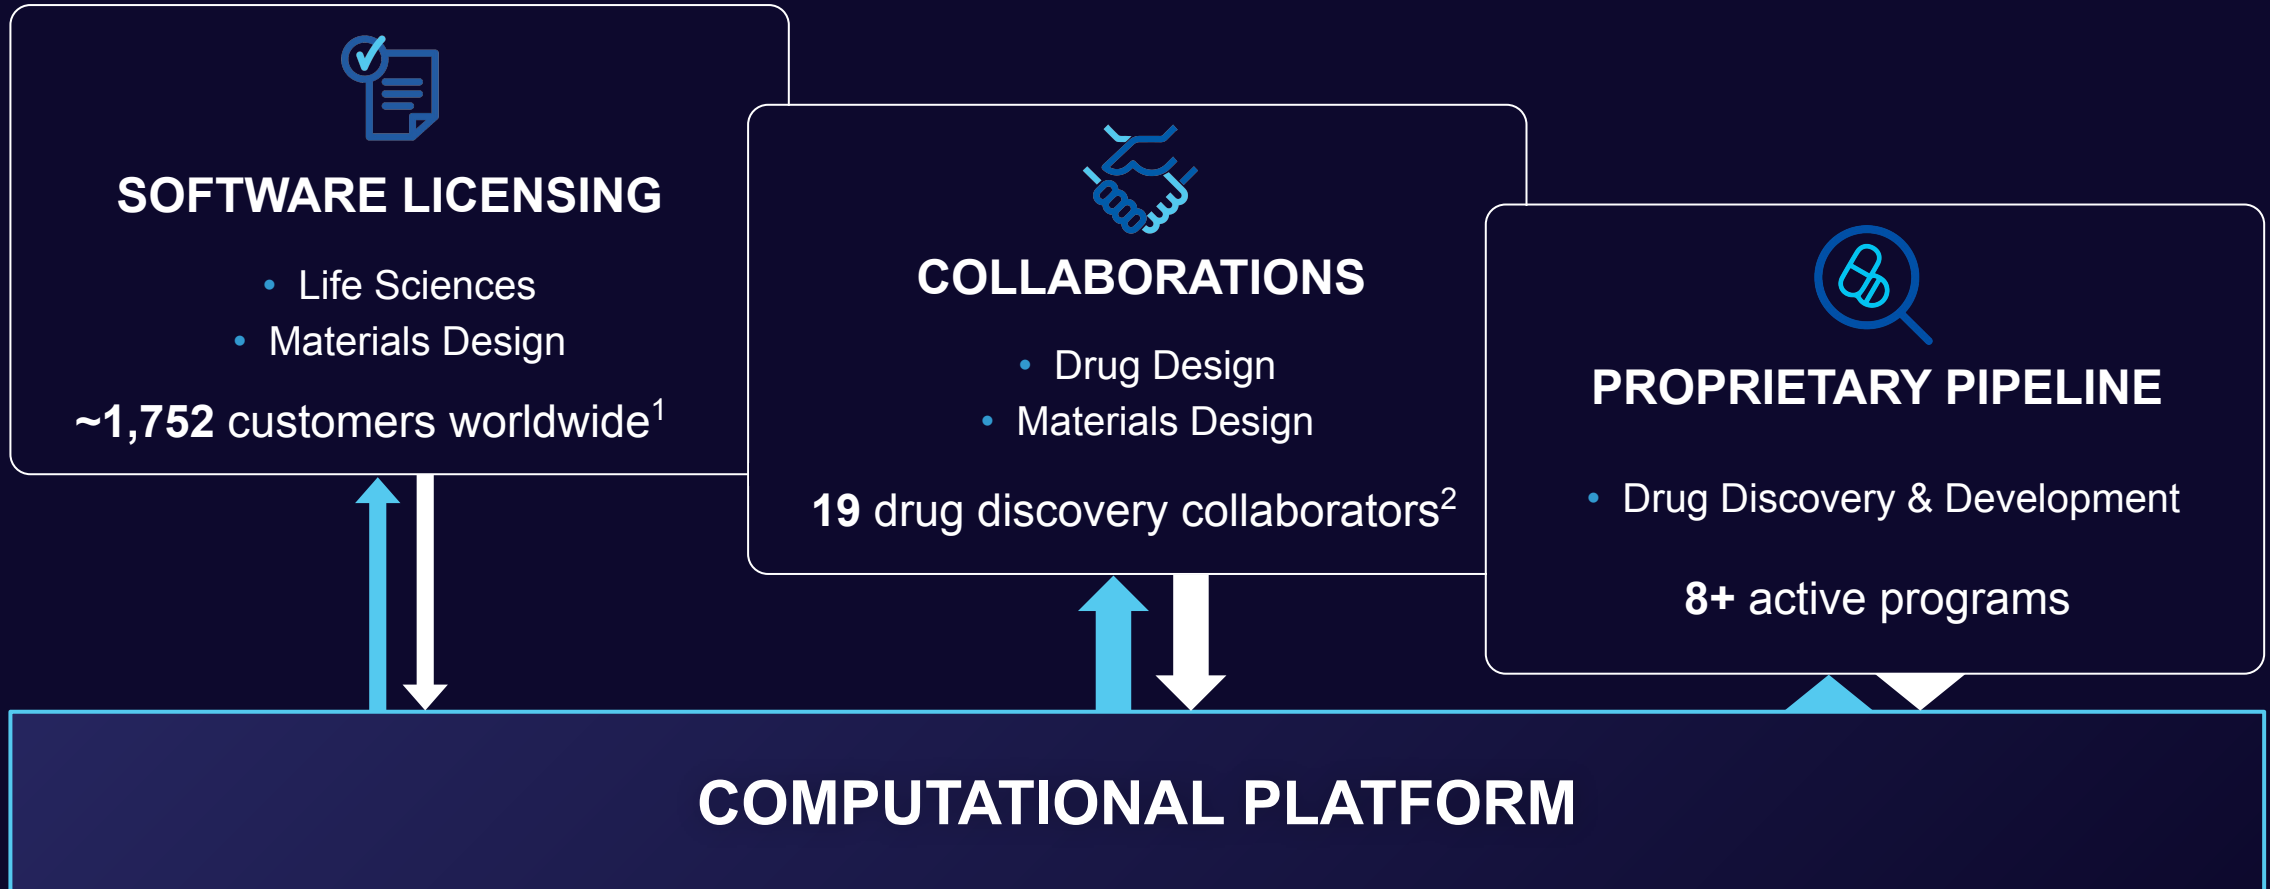 SOFTWARE LICENSING
• Life Sciences
• Materials Design
~1,752 customers worldwide1
COLLABORATIONS
• Drug Design
• Materials Design
19 drug discovery collaborators2
PROPRIETARY PIPELINE
• Drug Discovery & Development
8+ active programs
COMPUTATIONAL PLATFORM